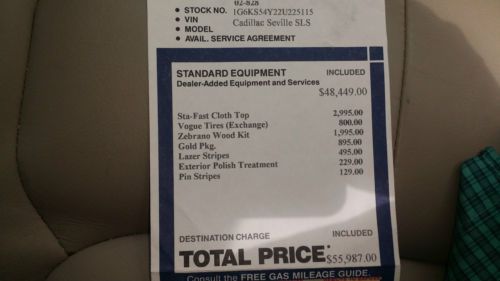 02-828
• STOCK NO. 1G6KS54Y22U225115
• VIN Cadillac Seville SLS
• MODEL
• AVAIL. SERVICE AGREEMENT
STANDARD EQUIPMENT INCLUDED
Dealer-Added Equipment and Services
$48,449.00
Sta-Fast Cloth Top 2,995.00
Vogue Tires (Exchange) 800.00
Zebrano Wood Kit 1,995.00
Gold Pkg. 895.00
Lazer Stripes 495.00
Exterior Polish Treatment 229.00
Pin Stripes 129.00
DESTINATION CHARGE INCLUDED
TOTAL PRICE* $55,987.00
Consult the FREE GAS MILEAGE GUIDE.